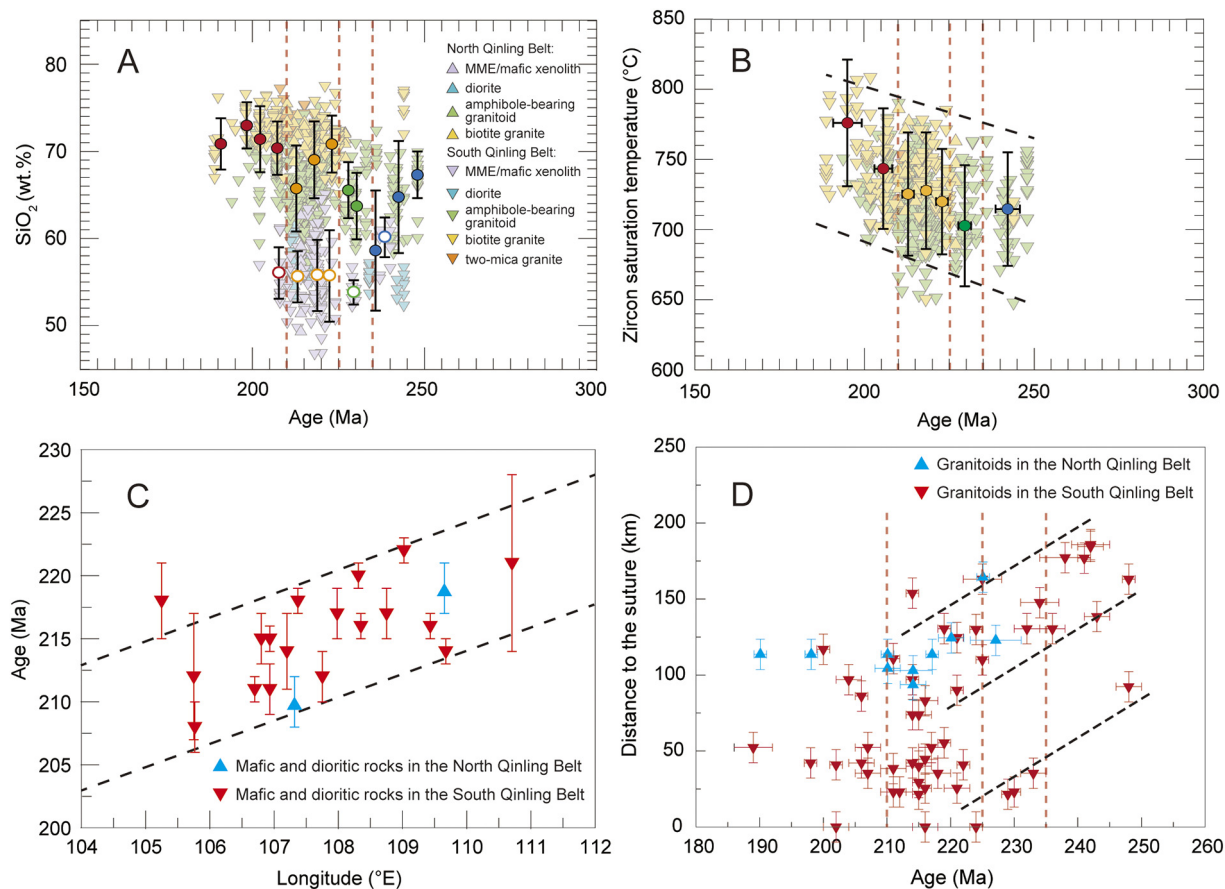 A
SiO2 (wt.%)
85
80
70
60
50
150
200
250
300
Age (Ma)
North Qinling Belt:
MME/mafic xenolith
diorite
amphibole-bearing
granitoid
biotite granite
South Qinling Belt:
MME/mafic xenolith
diorite
amphibole-bearing
granitoid
biotite granite
two-mica granite
B
Zircon saturation temperature (°C)
850
800
750
700
650
600
150
200
250
300
Age (Ma)
C
Age (Ma)
230
225
220
215
210
205
200
104
105
106
107
108
109
110
111
112
Longitude (°E)
Mafic and dioritic rocks in the North Qinling Belt
Mafic and dioritic rocks in the South Qinling Belt
D
Distance to the suture (km)
250
200
150
100
50
0
180
190
200
210
220
230
240
250
260
Age (Ma)
Granitoids in the North Qinling Belt
Granitoids in the South Qinling Belt